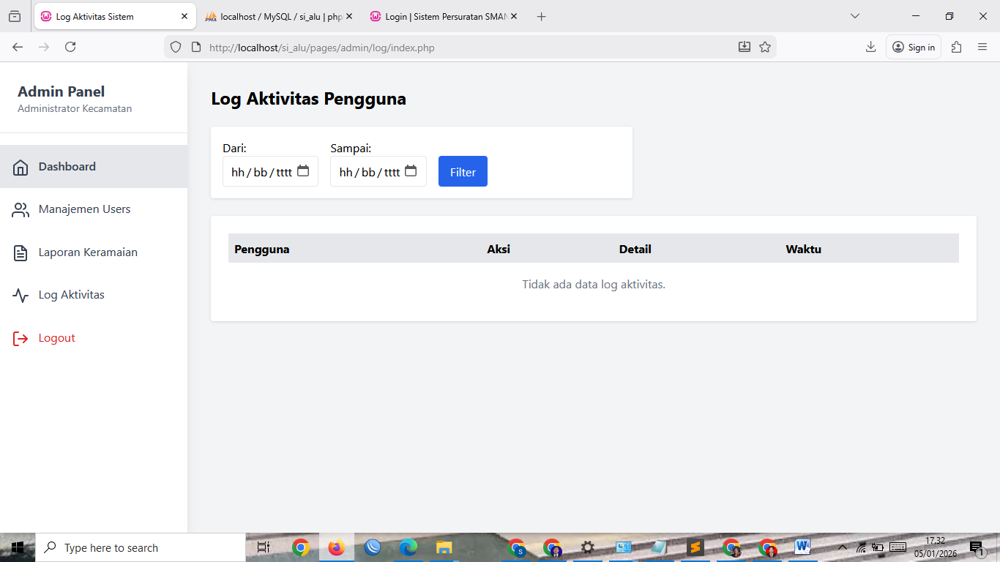 Log Aktivitas Sistem
localhost / MySQL / si_alu | php
Login | Sistem Persuratan SMAN
http://localhost/si_alu/pages/admin/log/index.php
Sign in
Admin Panel
Administrator Kecamatan
Dashboard
Manajemen Users
Laporan Keramaian
Log Aktivitas
Logout
Log Aktivitas Pengguna
Dari: Sampai:
hh/bb/tttt hh/bb/tttt Filter
Pengguna Aksi Detail Waktu
Tidak ada data log aktivitas.
Type here to search
17.32
05/01/2026
1